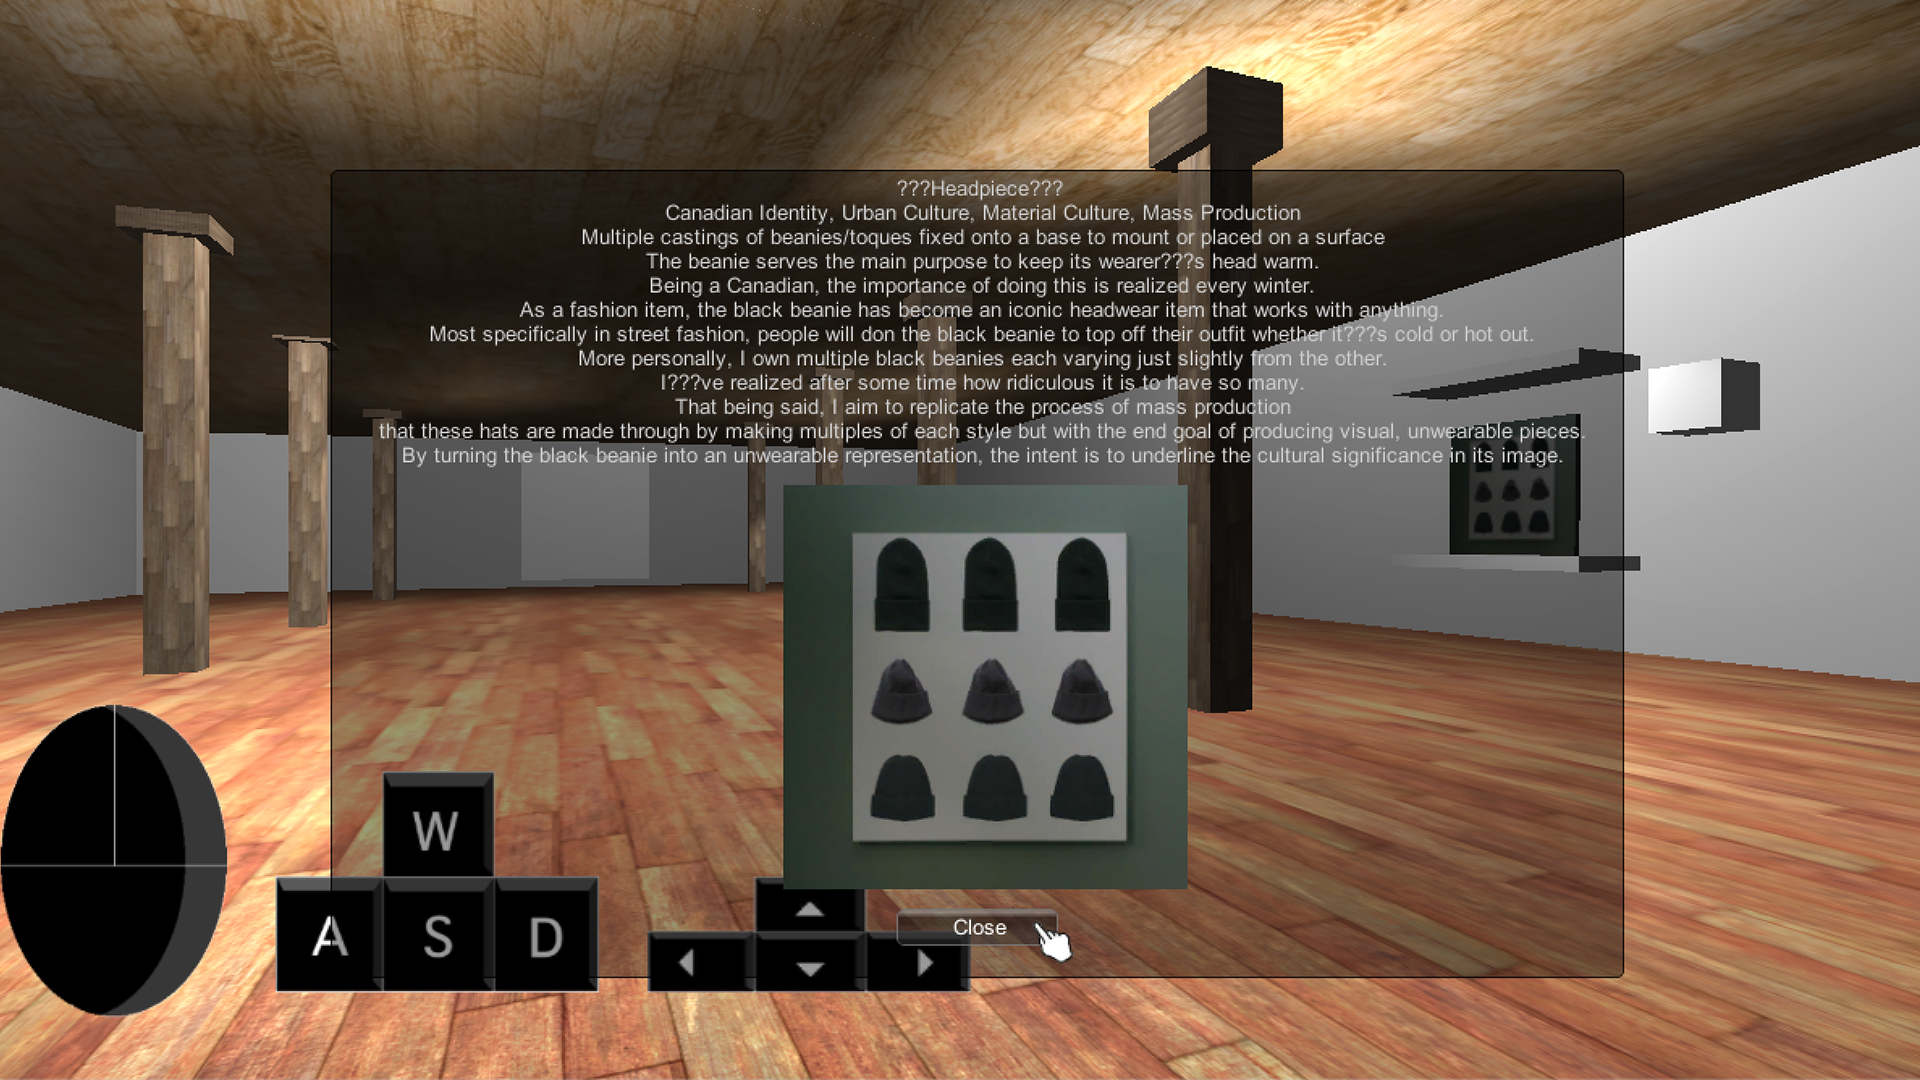 ???Headpiece???
Canadian Identity, Urban Culture, Material Culture, Mass Production
Multiple castings of beanies/toques fixed onto a base to mount or placed on a surface
The beanie serves the main purpose to keep its wearer???s head warm.
Being a Canadian, the importance of doing this is realized every winter.
As a fashion item, the black beanie has become an iconic headwear item that works with anything.
Most specifically in street fashion, people will don the black beanie to top off their outfit whether it???s cold or hot out.
More personally, I own multiple black beanies each varying just slightly from the other.
I???ve realized after some time how ridiculous it is to have so many.
That being said, I aim to replicate the process of mass production
that these hats are made through by making multiples of each style but with the end goal of producing visual, unwearable pieces.
By turning the black beanie into an unwearable representation, the intent is to underline the cultural significance in its image.
W
A S D
Close